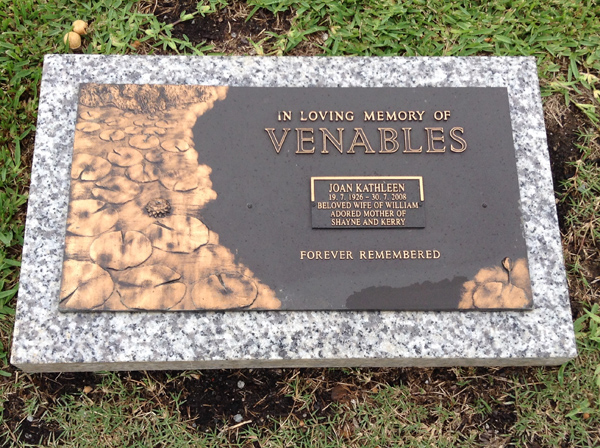 IN LOVING MEMORY OF
VENABLES
JOAN KATHLEEN
19. 7. 1926 - 30. 7. 2008
BELOVED WIFE OF WILLIAM
ADORED MOTHER OF
SHAYNE AND KERRY
FOREVER REMEMBERED